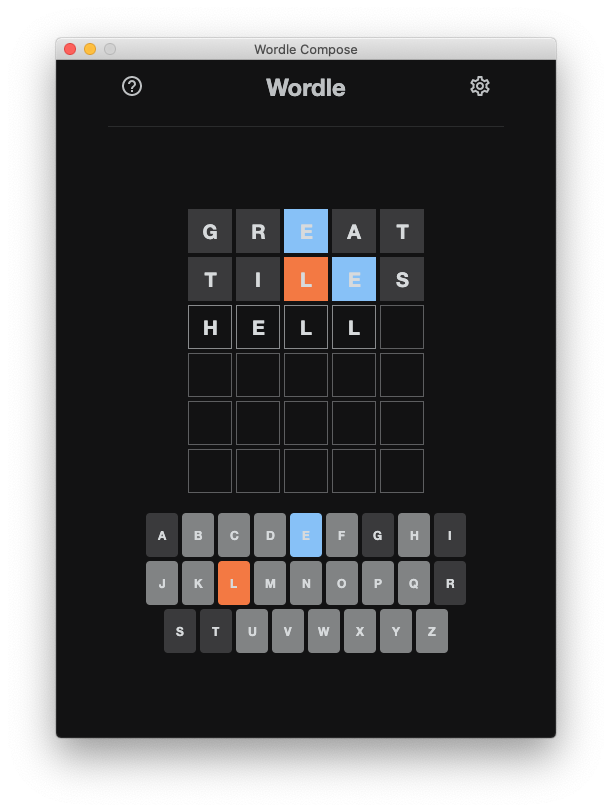 Wordle Compose
? Wordle
G R E A T
T I L E S
H E L L
A B C D E F G H I
J K L M N O P Q R
S T U V W X Y Z